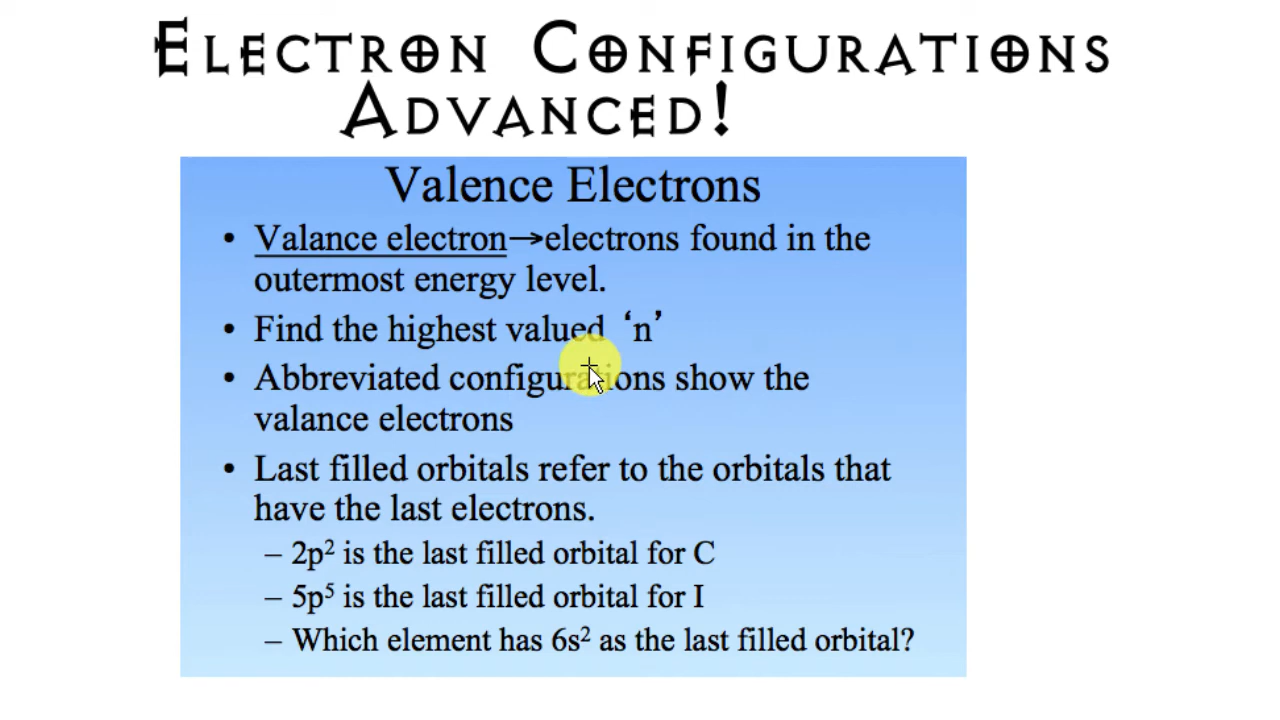 Electron Configurations
Advanced!
Valence Electrons
• Valance electron→electrons found in the
outermost energy level.
• Find the highest valued ‘n’
• Abbreviated configurations show the
valance electrons
• Last filled orbitals refer to the orbitals that
have the last electrons.
– 2p² is the last filled orbital for C
– 5p⁵ is the last filled orbital for I
– Which element has 6s² as the last filled orbital?